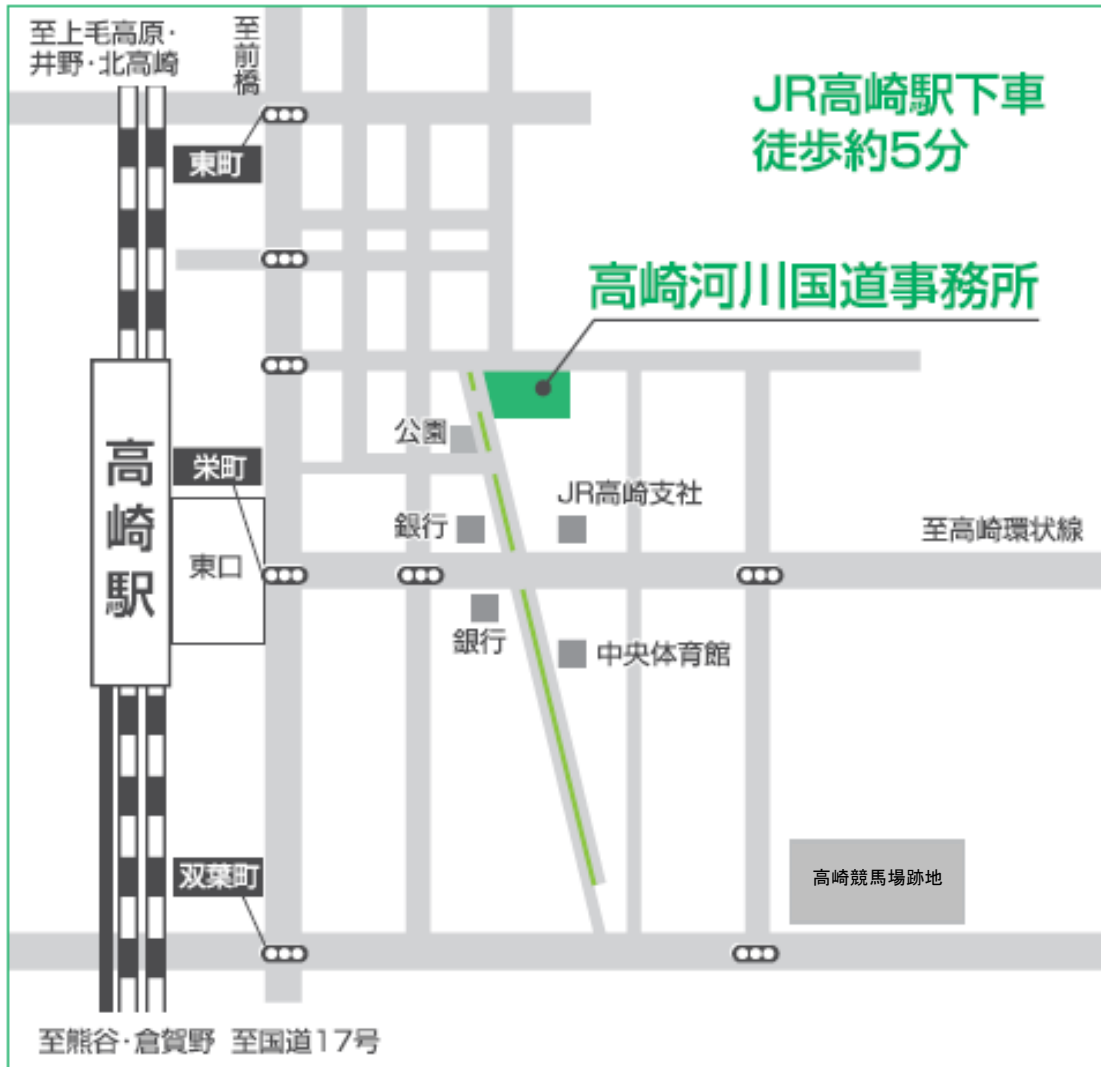 至上毛高原・
井野・北高崎
至前橋
JR高崎駅下車
徒歩約5分
東町
高崎河川国道事務所
公園
高崎駅
栄町
JR高崎支社
銀行
至高崎環状線
東口
銀行
中央体育館
双葉町
高崎競馬場跡地
至熊谷・倉賀野 至国道17号